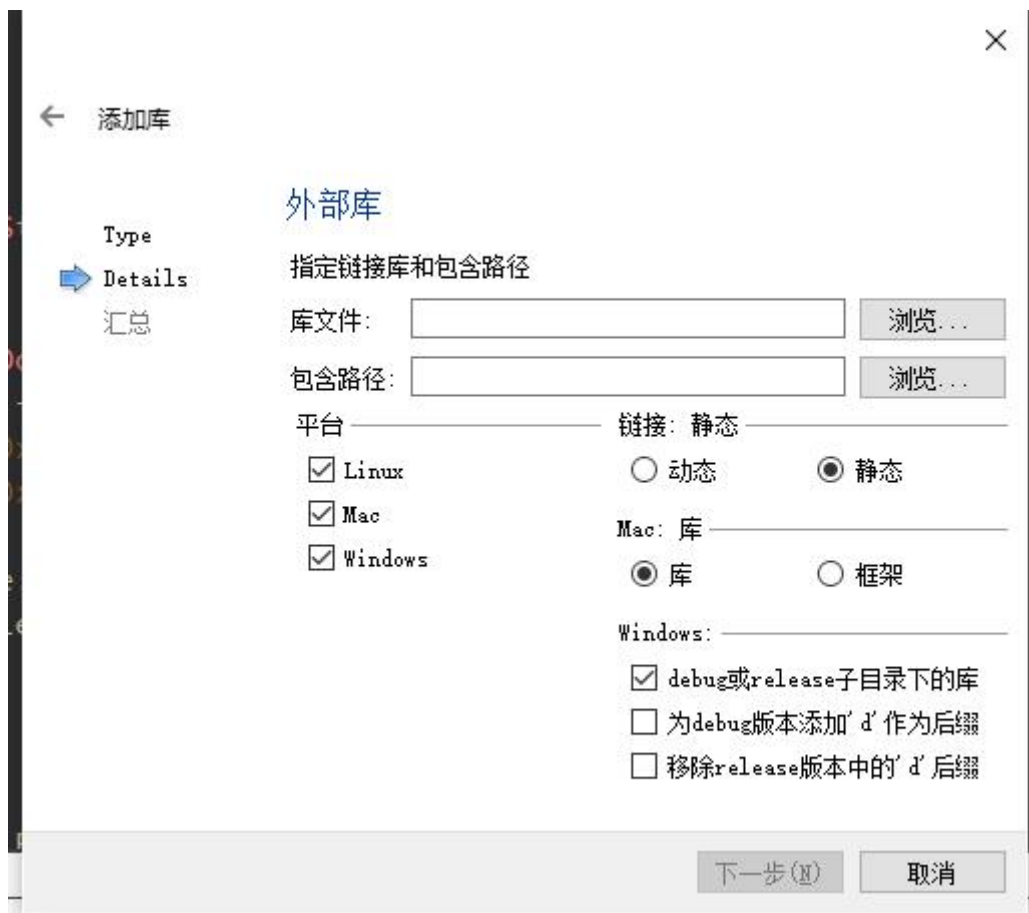 添加库
Type
Details
汇总
外部库
指定链接库和包含路径
库文件:
浏览...
包含路径:
浏览...
平台
Linux
Mac
Windows
链接: 静态
动态 静态
Mac: 库
库 框架
Windows:
debug或release子目录下的库
为debug版本添加'd'作为后缀
移除release版本中的'd'后缀
下一步(N) 取消